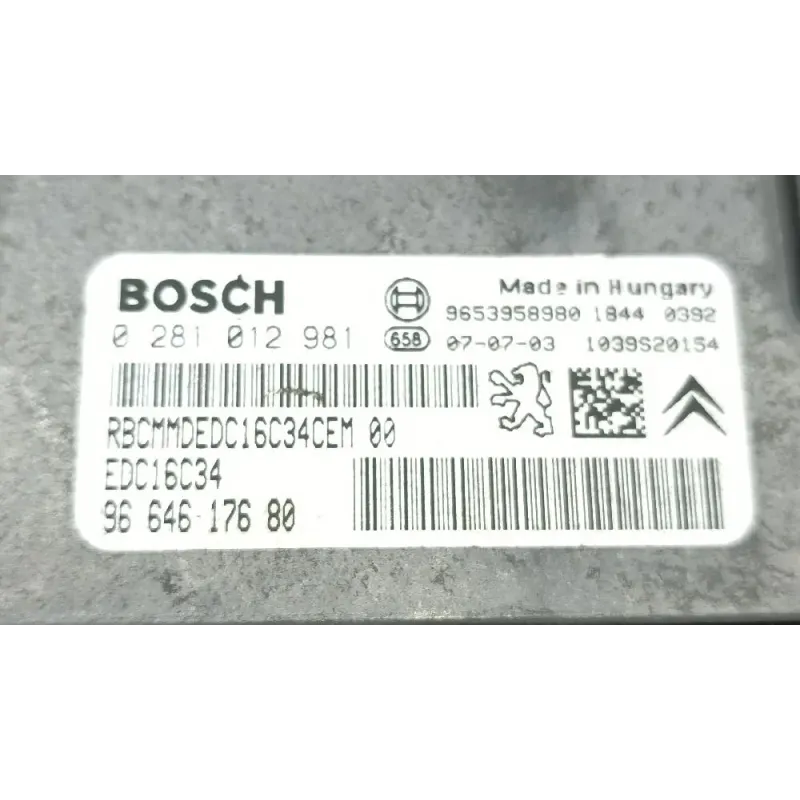 BOSCH
Made in Hungary
9653958980 1844 0392
0 281 012 981
658
07-07-03 1039S20154
RBCMMDEDC16C34CEM 00
EDC16C34
96 646 176 80